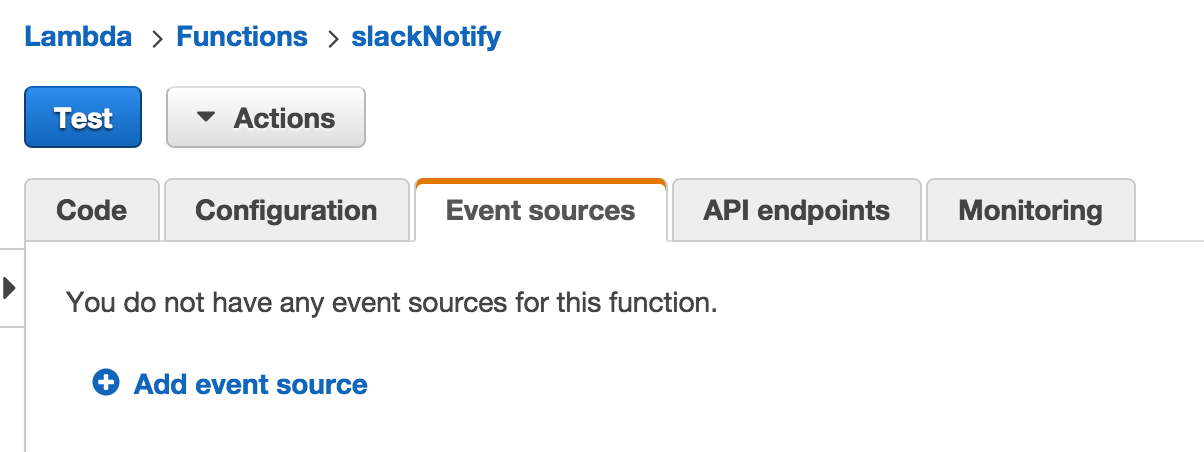 Lambda > Functions > slackNotify
Test Actions
Code Configuration Event sources API endpoints Monitoring
You do not have any event sources for this function.
Add event source